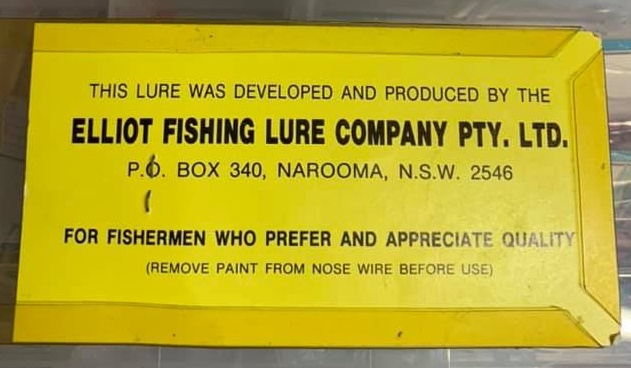 THIS LURE WAS DEVELOPED AND PRODUCED BY THE
ELLIOT FISHING LURE COMPANY PTY. LTD.
P.O. BOX 340, NAROOMA, N.S.W. 2546
FOR FISHERMEN WHO PREFER AND APPRECIATE QUALITY
(REMOVE PAINT FROM NOSE WIRE BEFORE USE)